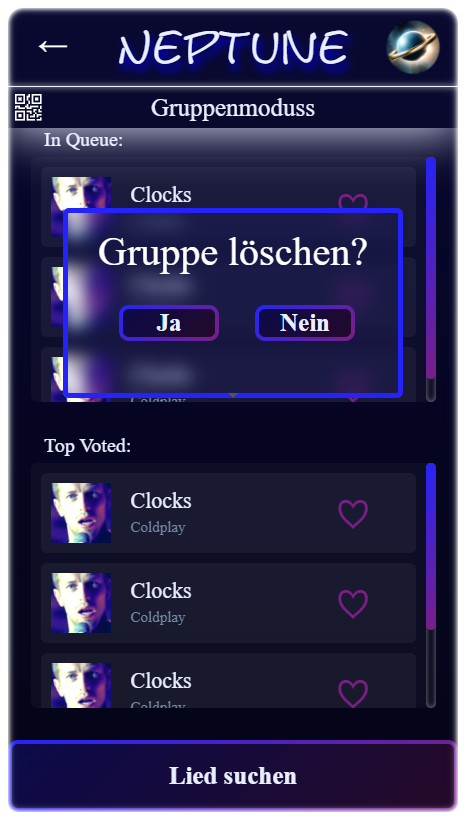 NEPTUNE
Gruppenmoduss
In Queue:
Clocks
Gruppe löschen?
Ja Nein
Coldplay
Top Voted:
Clocks
Coldplay
Clocks
Coldplay
Clocks
Coldplay
Lied suchen